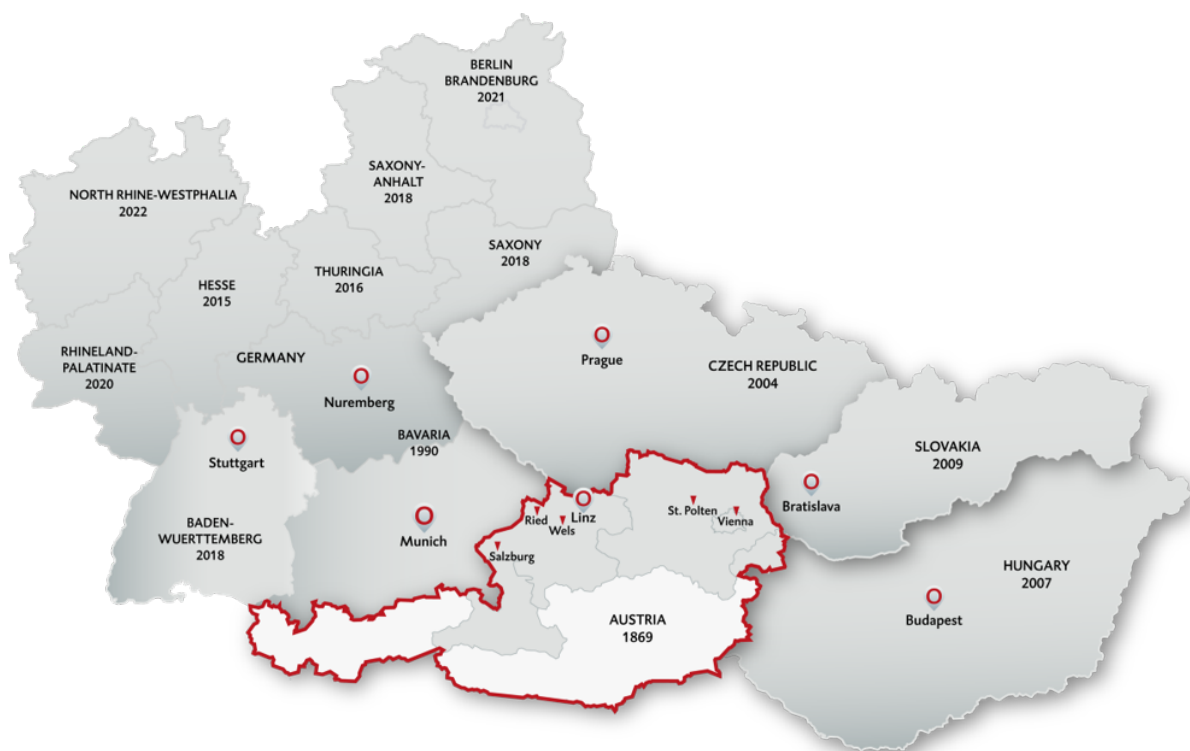 BERLIN
BRANDENBURG
2021
SAXONY-
ANHALT
2018
NORTH RHINE-WESTPHALIA
2022
SAXONY
2018
THURINGIA
2016
HESSE
2015
RHINELAND-
PALATINATE
2020
GERMANY
Prague
CZECH REPUBLIC
2004
Nuremberg
BAVARIA
1990
Stuttgart
SLOVAKIA
2009
Bratislava
BADEN-
WUERTTEMBERG
2018
Munich
Ried
Wels
Linz
St. Polten
Vienna
Salzburg
HUNGARY
2007
Budapest
AUSTRIA
1869